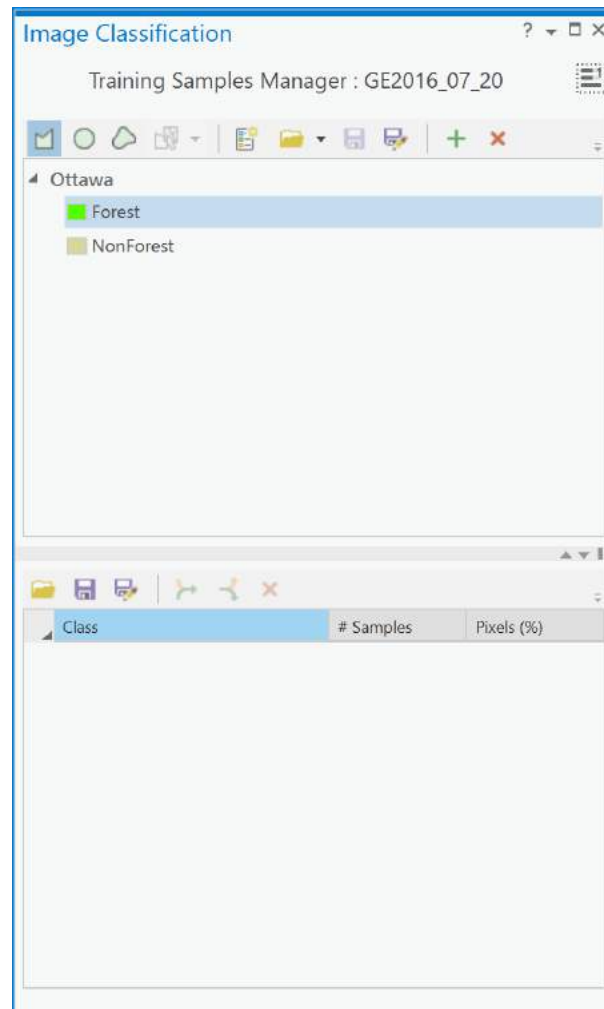 Image Classification
Training Samples Manager : GE2016_07_20
Ottawa
Forest
NonForest
Class # Samples Pixels (%)